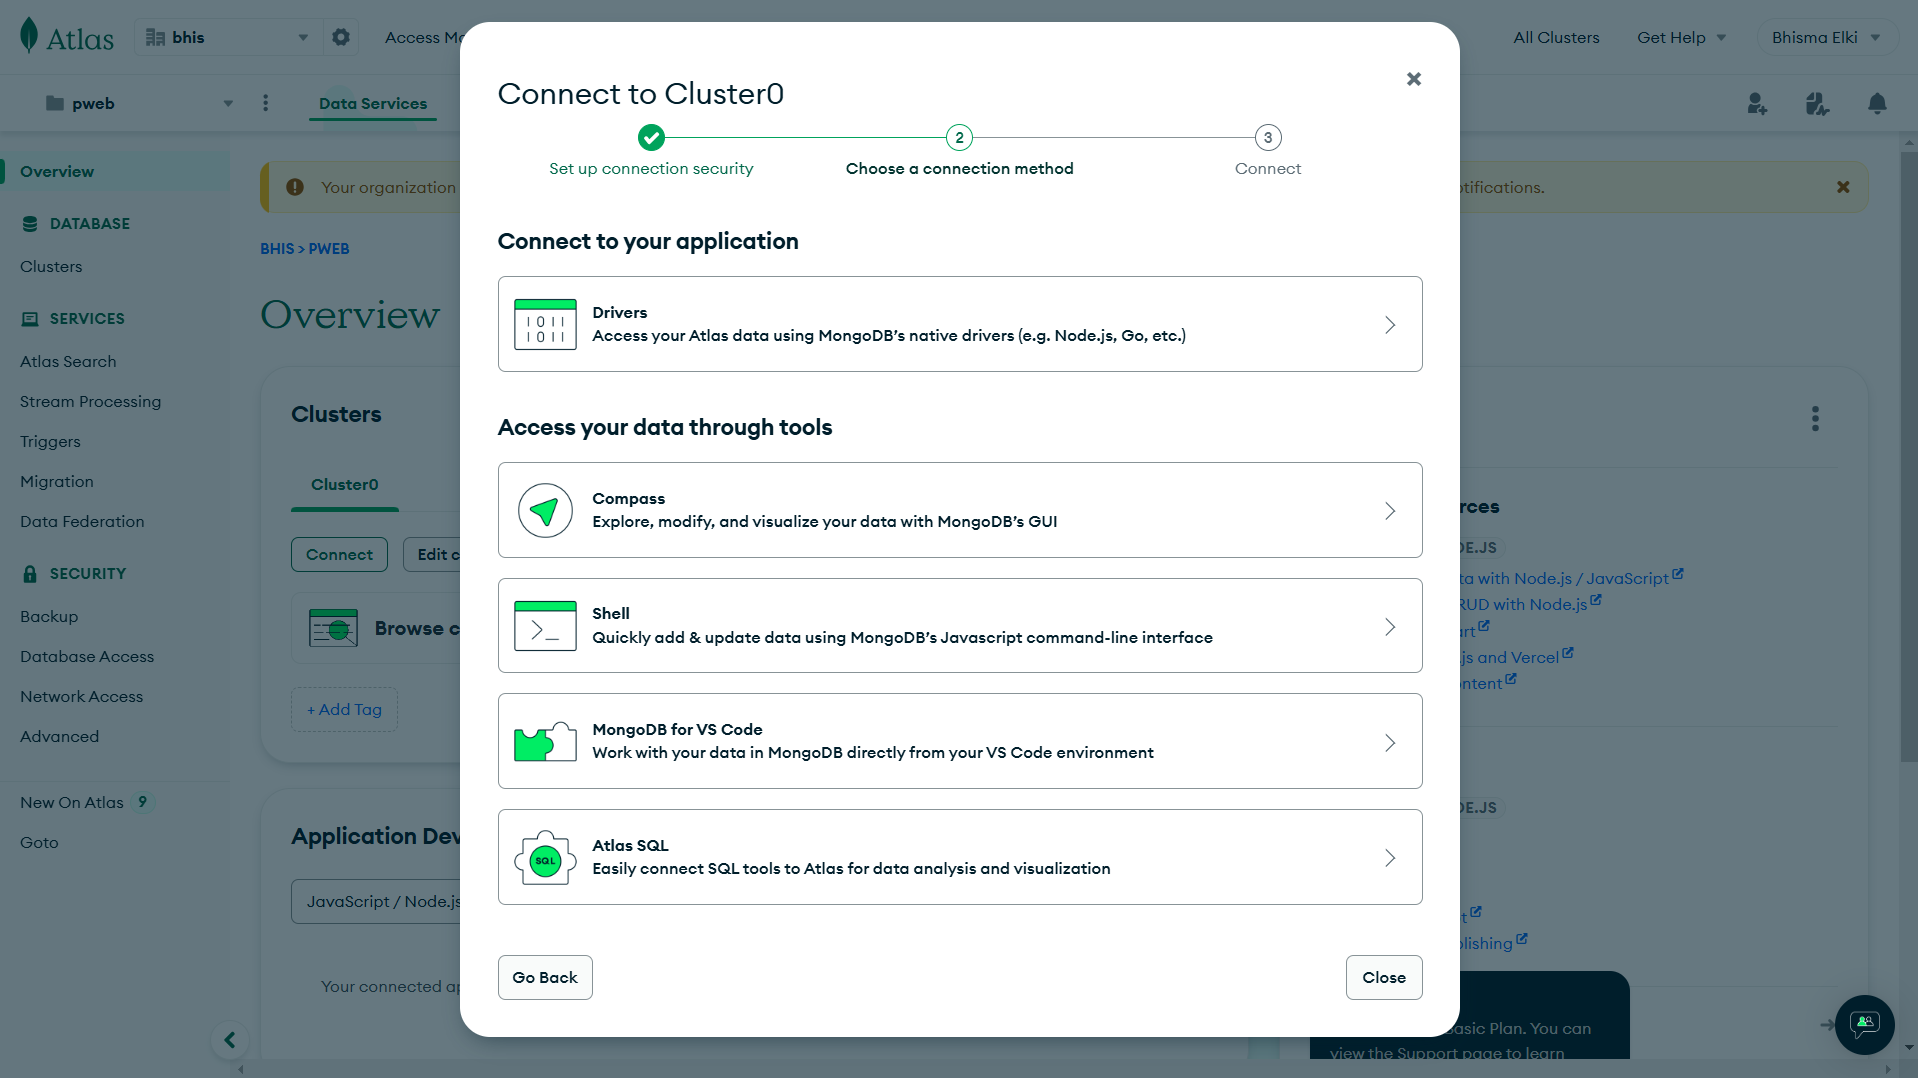 Atlas
bhis
Access M
All Clusters
Get Help
Bhisma Elki
pweb
Data Services
Overview
DATABASE
Clusters
SERVICES
Atlas Search
Stream Processing
Triggers
Migration
Data Federation
SECURITY
Backup
Database Access
Network Access
Advanced
New On Atlas 9
Goto
Your organization
otifications.
BHIS > PWEB
Overview
Clusters
Cluster0
Connect
Edit c
Browse c
+ Add Tag
Application Dev
JavaScript / Node.js
Your connected ap
Connect to Cluster0
2
3
Set up connection security
Choose a connection method
Connect
Connect to your application
1011
1011
Drivers
Access your Atlas data using MongoDB’s native drivers (e.g. Node.js, Go, etc.)
Access your data through tools
Compass
Explore, modify, and visualize your data with MongoDB’s GUI
Shell
Quickly add & update data using MongoDB’s Javascript command-line interface
MongoDB for VS Code
Work with your data in MongoDB directly from your VS Code environment
SQL
Atlas SQL
Easily connect SQL tools to Atlas for data analysis and visualization
Go Back
Close
rces
DE.JS
ta with Node.js / JavaScript
RUD with Node.js
art
.js and Vercel
ntent
DE.JS
t
blishing
asic Plan. You can
view the Support page to learn